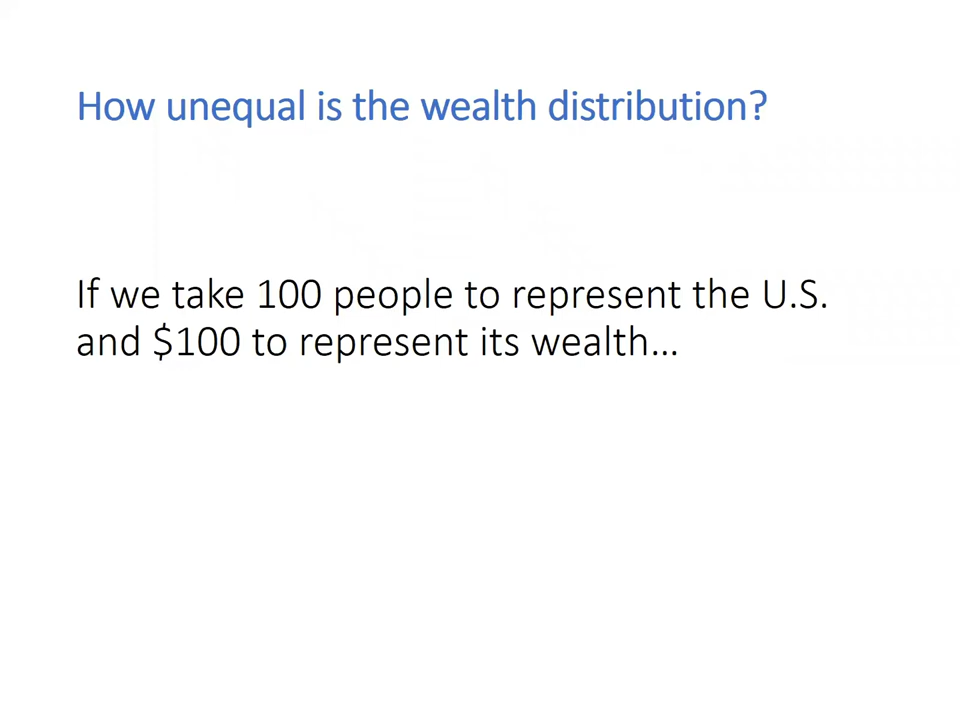 How unequal is the wealth distribution?
If we take 100 people to represent the U.S.
and $100 to represent its wealth…